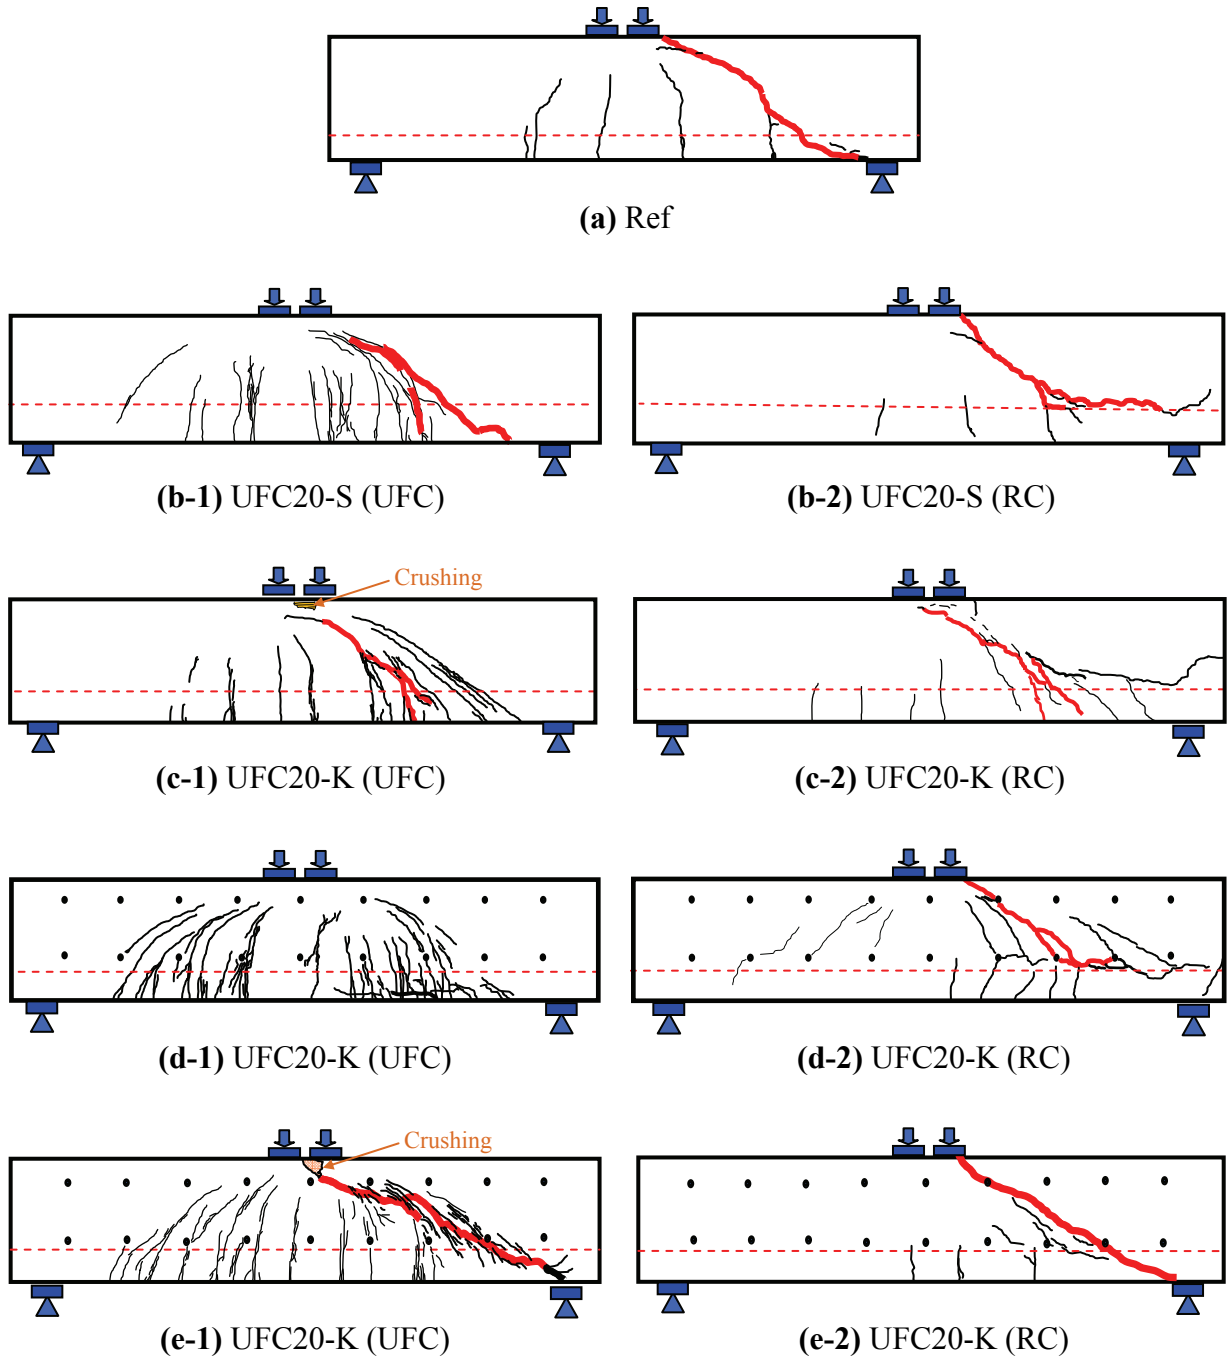 (a) Ref
(b-1) UFC20-S (UFC)
(b-2) UFC20-S (RC)
Crushing
(c-1) UFC20-K (UFC)
(c-2) UFC20-K (RC)
(d-1) UFC20-K (UFC)
(d-2) UFC20-K (RC)
Crushing
(e-1) UFC20-K (UFC)
(e-2) UFC20-K (RC)